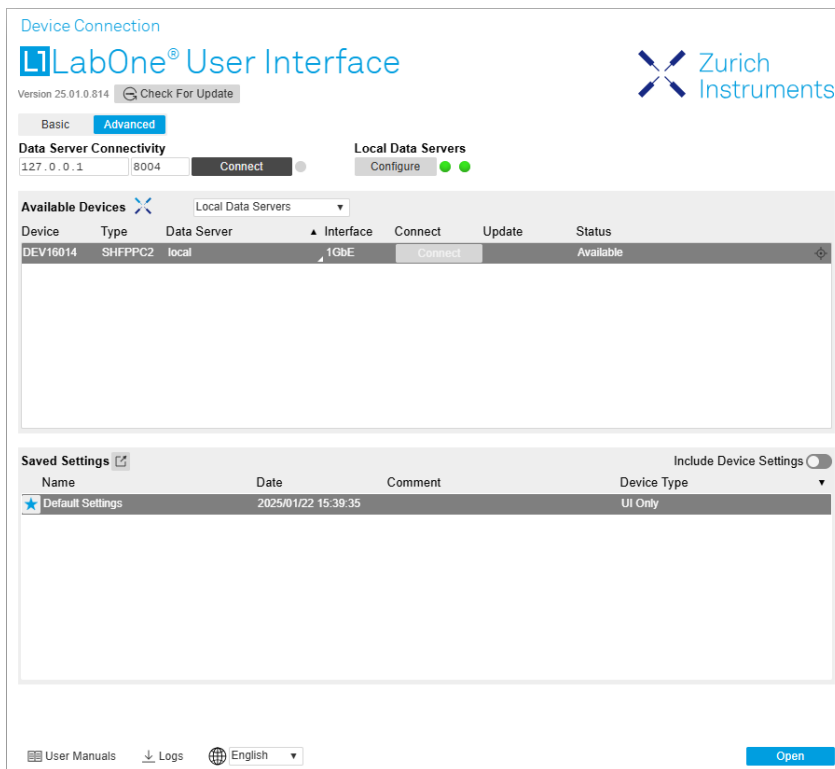 Device Connection
LabOne® User Interface
Zurich
Instruments
Version 25.01.0.814 Check For Update
Basic Advanced
Data Server Connectivity Local Data Servers
127.0.0.1 8004 Connect Configure
Available Devices Local Data Servers
Device Type Data Server Interface Connect Update Status
DEV16014 SHFPPC2 local 1GbE Connect Available
Saved Settings Include Device Settings
Name Date Comment Device Type
Default Settings 2025/01/22 15:39:35 UI Only
User Manuals Logs English Open